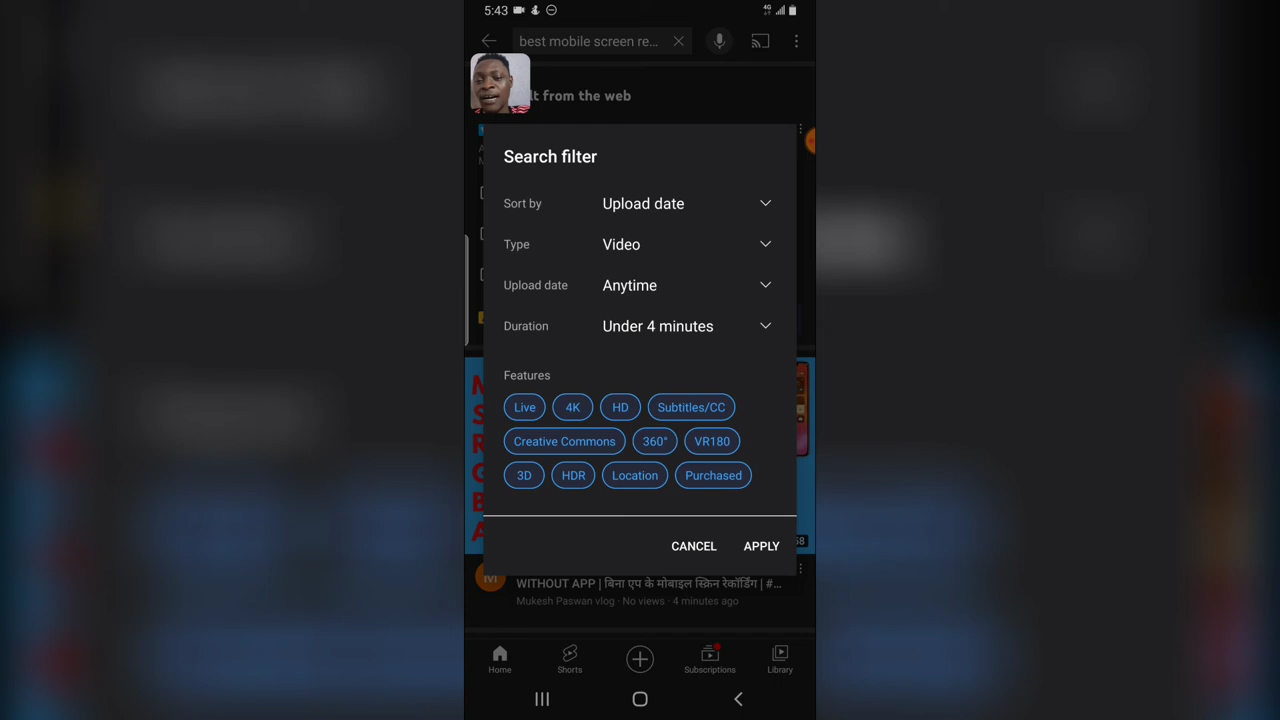 5:43
4G
best mobile screen re...
lt from the web
Search filter
Sort by Upload date
Type Video
Upload date Anytime
Duration Under 4 minutes
Features
Live 4K HD Subtitles/CC
Creative Commons 360° VR180
3D HDR Location Purchased
CANCEL APPLY
WITHOUT APP | बिना एप के मोबाइल स्क्रिन रेकॉर्डिंग | #...
Mukesh Paswan vlog · No views · 4 minutes ago
Home Shorts Subscriptions Library